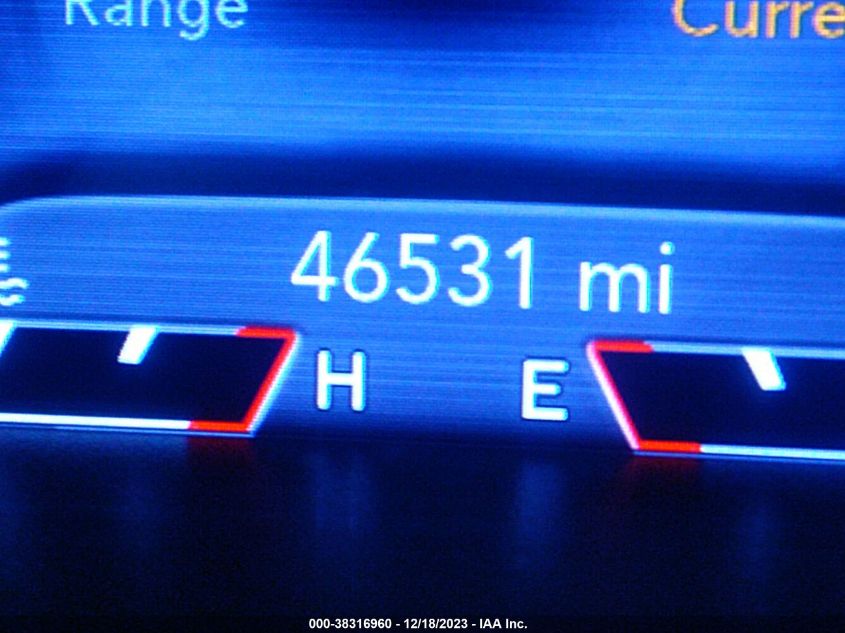 Range Curre
46531 mi
H E
000-38316960 - 12/18/2023 - IAA Inc.